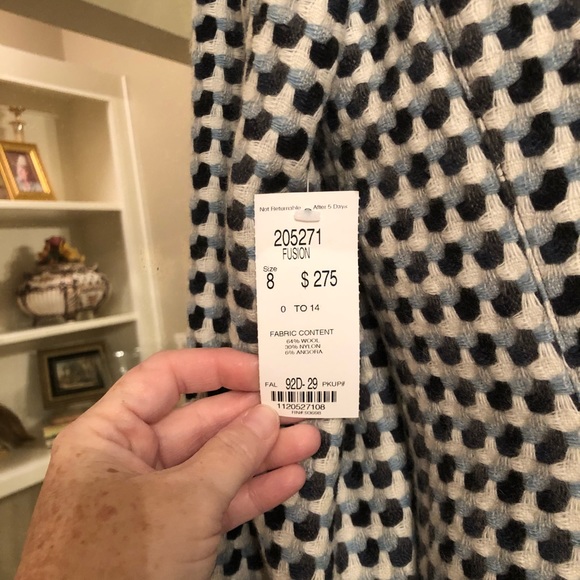 Not Returnable After 5 Days
205271
FUSION
Size
8 $ 275
0 TO 14
FABRIC CONTENT
64% WOOL
30% NYLON
6% ANGORA
FAL 92D-29 PKUP#
1120527108